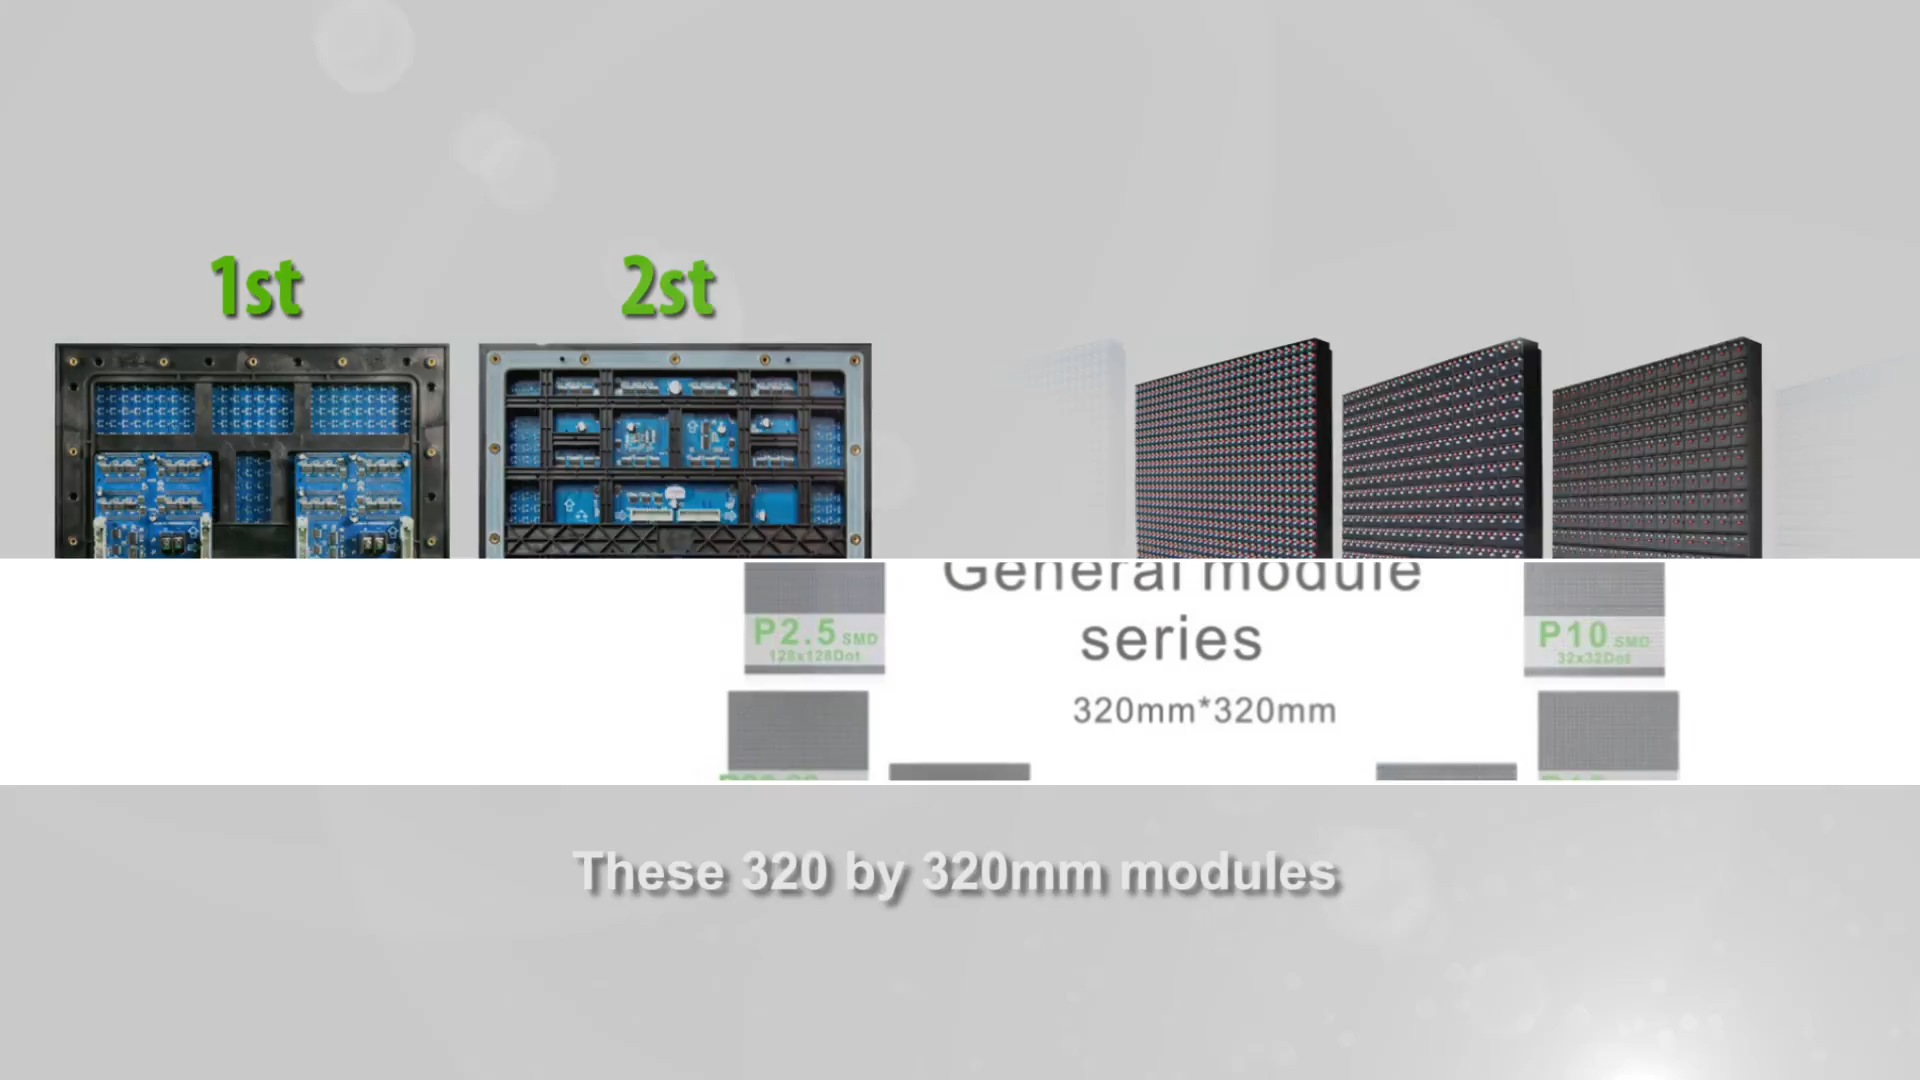 1st
2st
General module
series
320mm*320mm
P2.5 SMD
128x128Dot
P10 SMD
32x32Dot
These 320 by 320mm modules